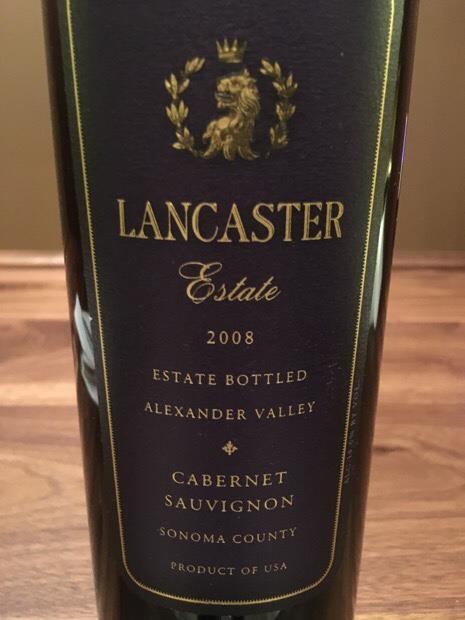 LANCASTER
Estate
2008
ESTATE BOTTLED
ALEXANDER VALLEY
CABERNET
SAUVIGNON
SONOMA COUNTY
PRODUCT OF USA